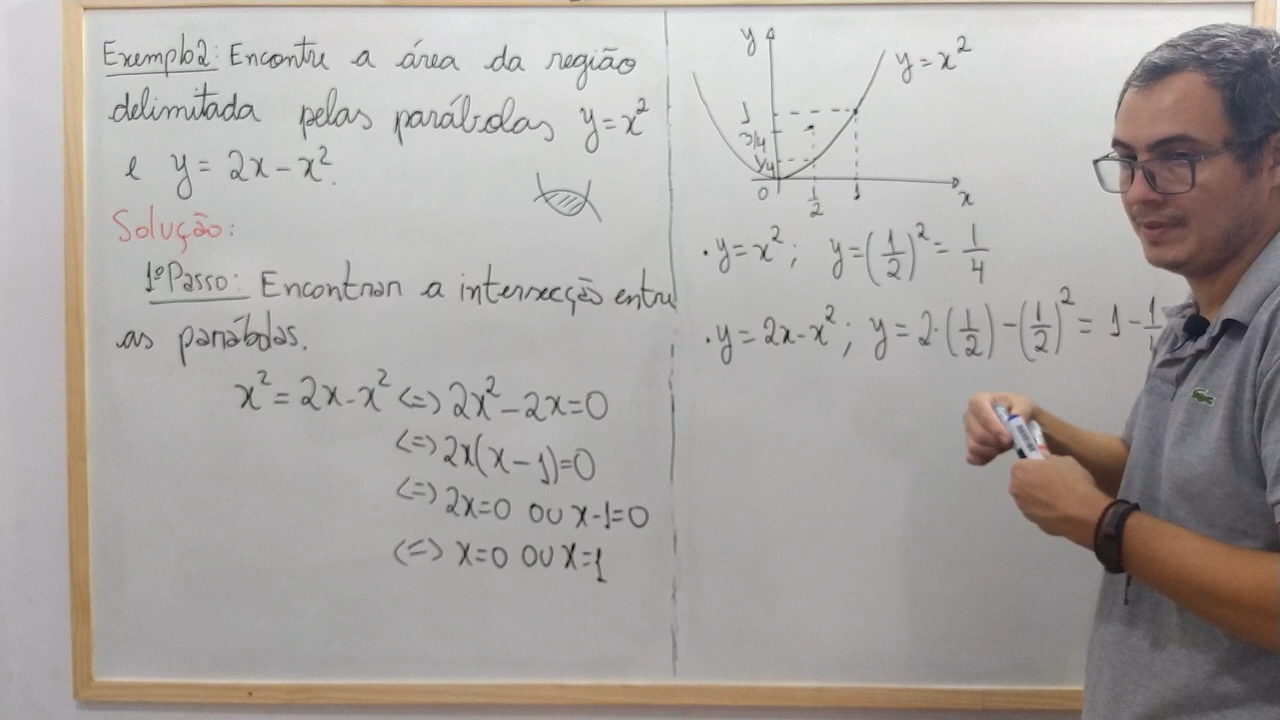 Exemplo2: Encontre a área da região
delimitada pelas parábolas y=x²
e y=2x-x².
Solução:
1º Passo: Encontrar a intersecção entre
as parábolas.
x²=2x-x² <=> 2x²-2x=0
<=> 2x(x-1)=0
<=> 2x=0 OU x-1=0
<=> x=0 OU x=1
y
y=x²
1
3/4
1/4
0
1/2
1
x
• y=x²; y=(1/2)²=1/4
• y=2x-x²; y=2·(1/2)-(1/2)²=1-1